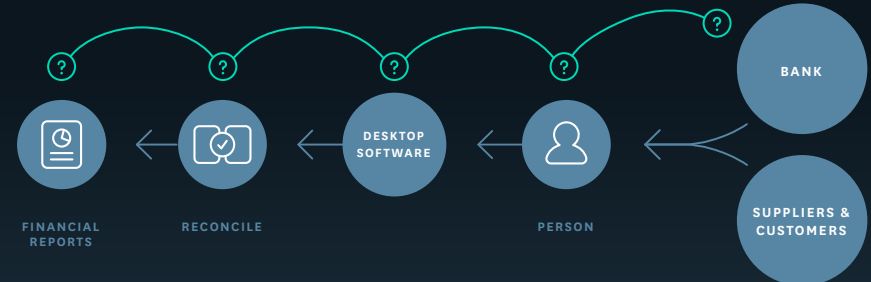 ? ? ? ? ?
BANK
DESKTOP
SOFTWARE
SUPPLIERS &
CUSTOMERS
FINANCIAL
REPORTS
RECONCILE
PERSON